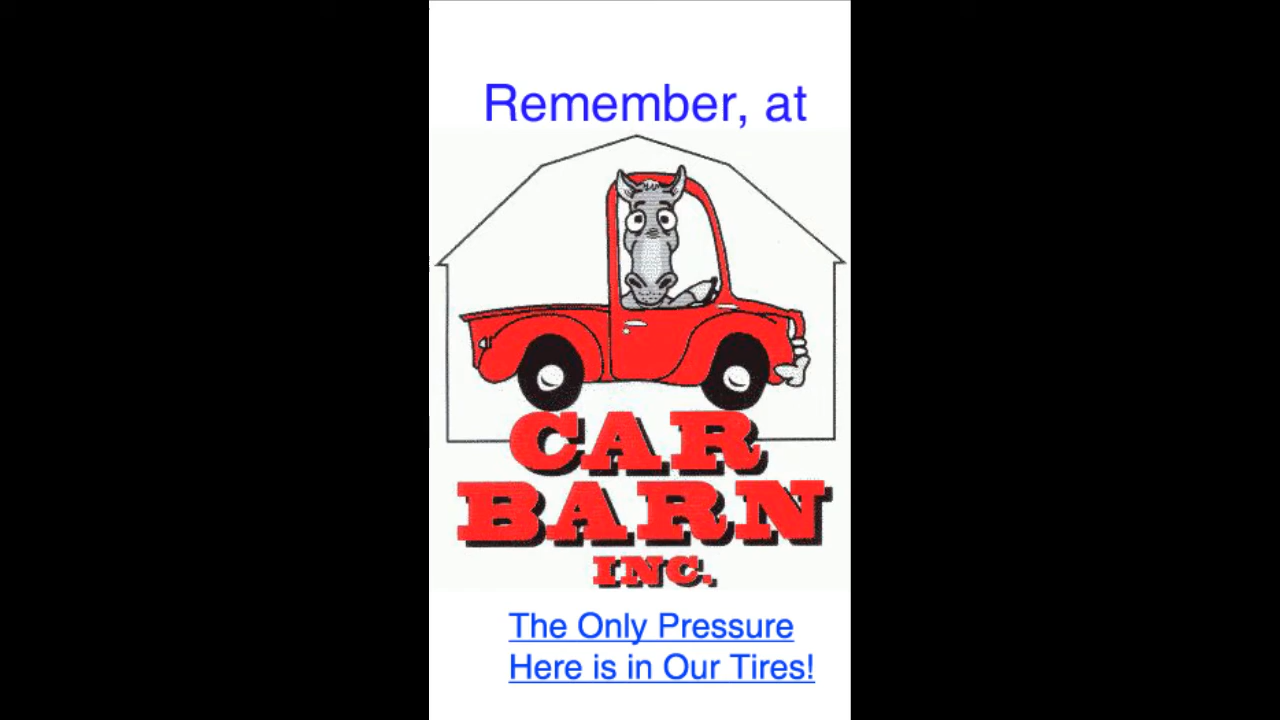 Remember, at
CAR
BARN
INC.
The Only Pressure
Here is in Our Tires!